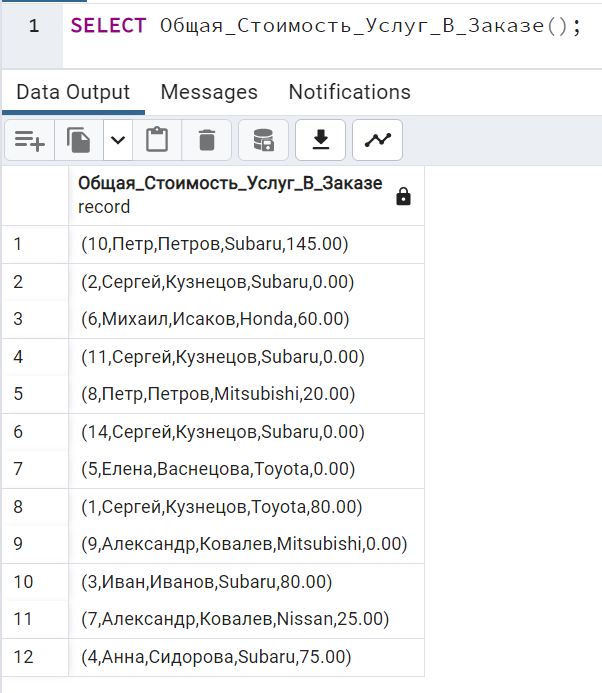 1 SELECT Общая_Стоимость_Услуг_В_Заказе();
Data Output Messages Notifications
Общая_Стоимость_Услуг_В_Заказе
record
1 (10,Петр,Петров,Subaru,145.00)
2 (2,Сергей,Кузнецов,Subaru,0.00)
3 (6,Михаил,Исаков,Honda,60.00)
4 (11,Сергей,Кузнецов,Subaru,0.00)
5 (8,Петр,Петров,Mitsubishi,20.00)
6 (14,Сергей,Кузнецов,Subaru,0.00)
7 (5,Елена,Васнецова,Toyota,0.00)
8 (1,Сергей,Кузнецов,Toyota,80.00)
9 (9,Александр,Ковалев,Mitsubishi,0.00)
10 (3,Иван,Иванов,Subaru,80.00)
11 (7,Александр,Ковалев,Nissan,25.00)
12 (4,Анна,Сидорова,Subaru,75.00)